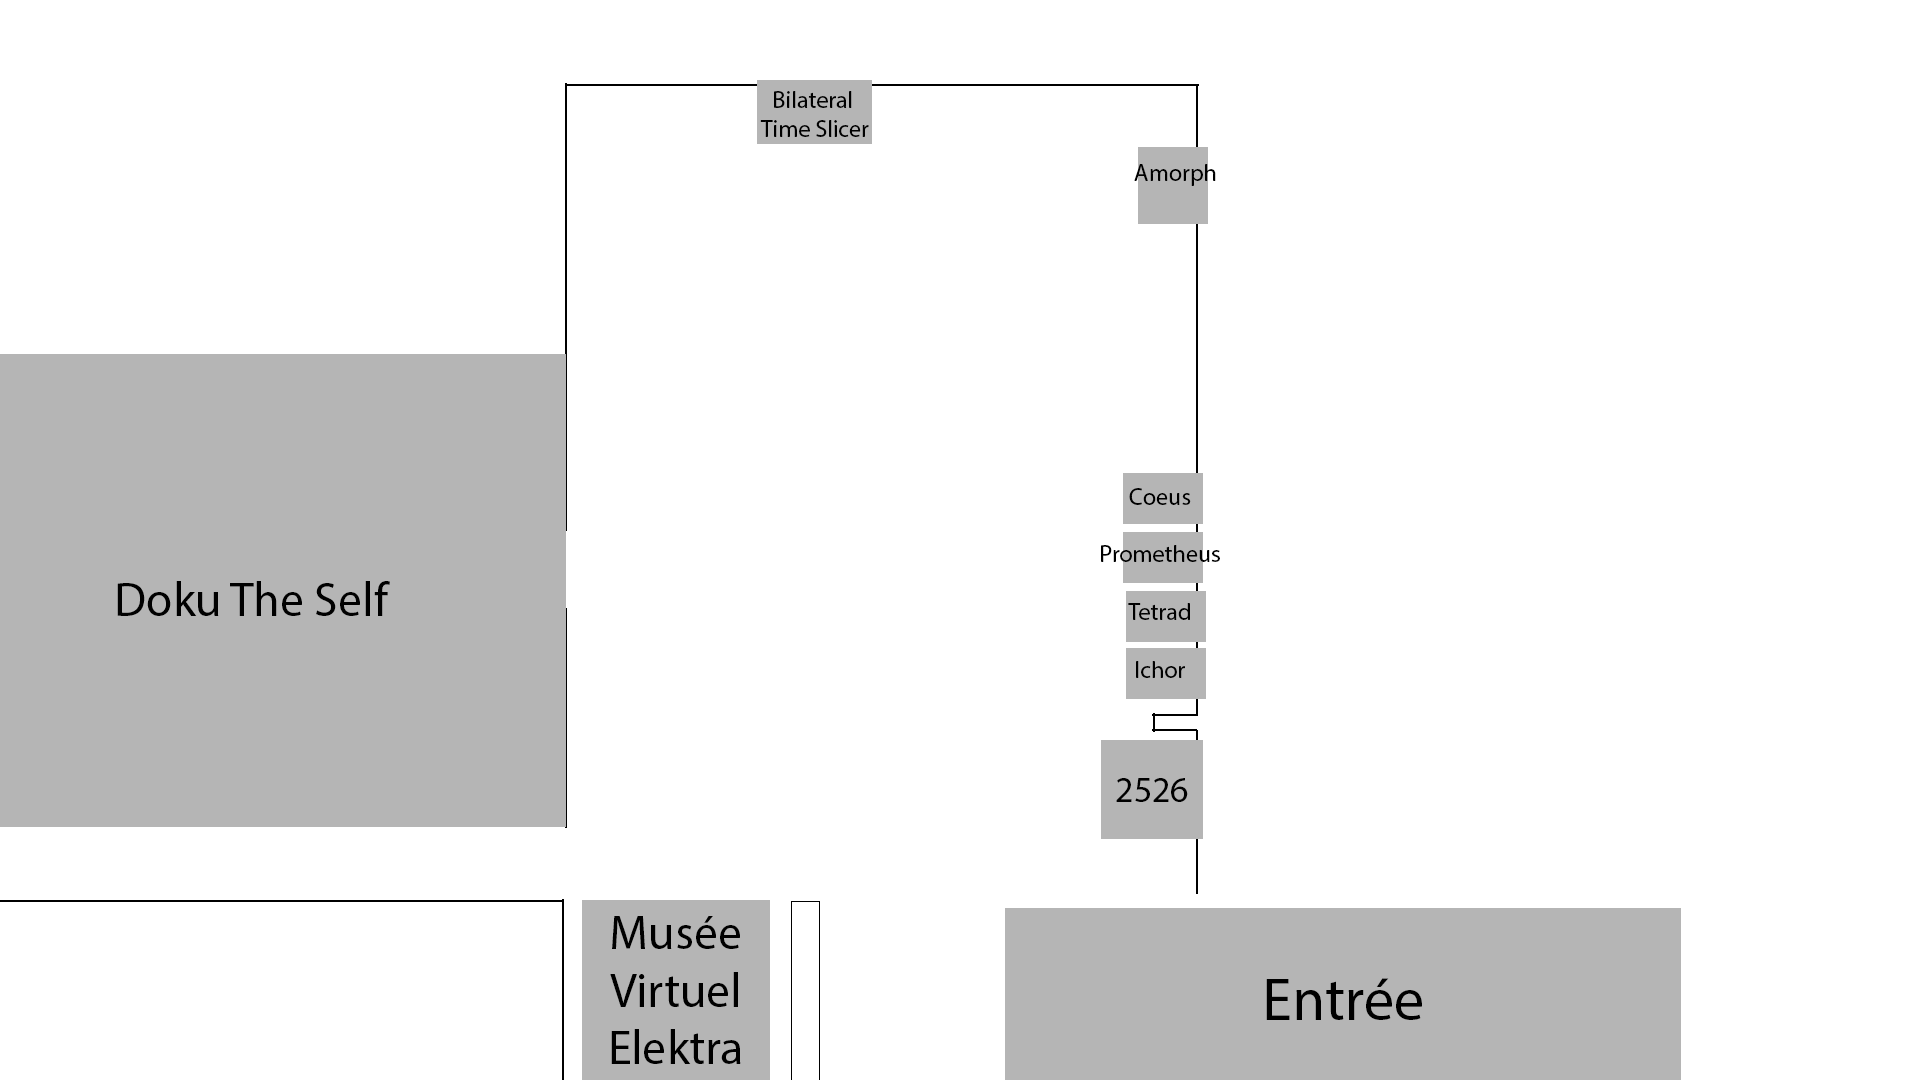 Bilateral
Time Slicer
Amorph
Coeus
Prometheus
Tetrad
Ichor
Doku The Self
2526
Musée
Virtuel
Elektra
Entrée